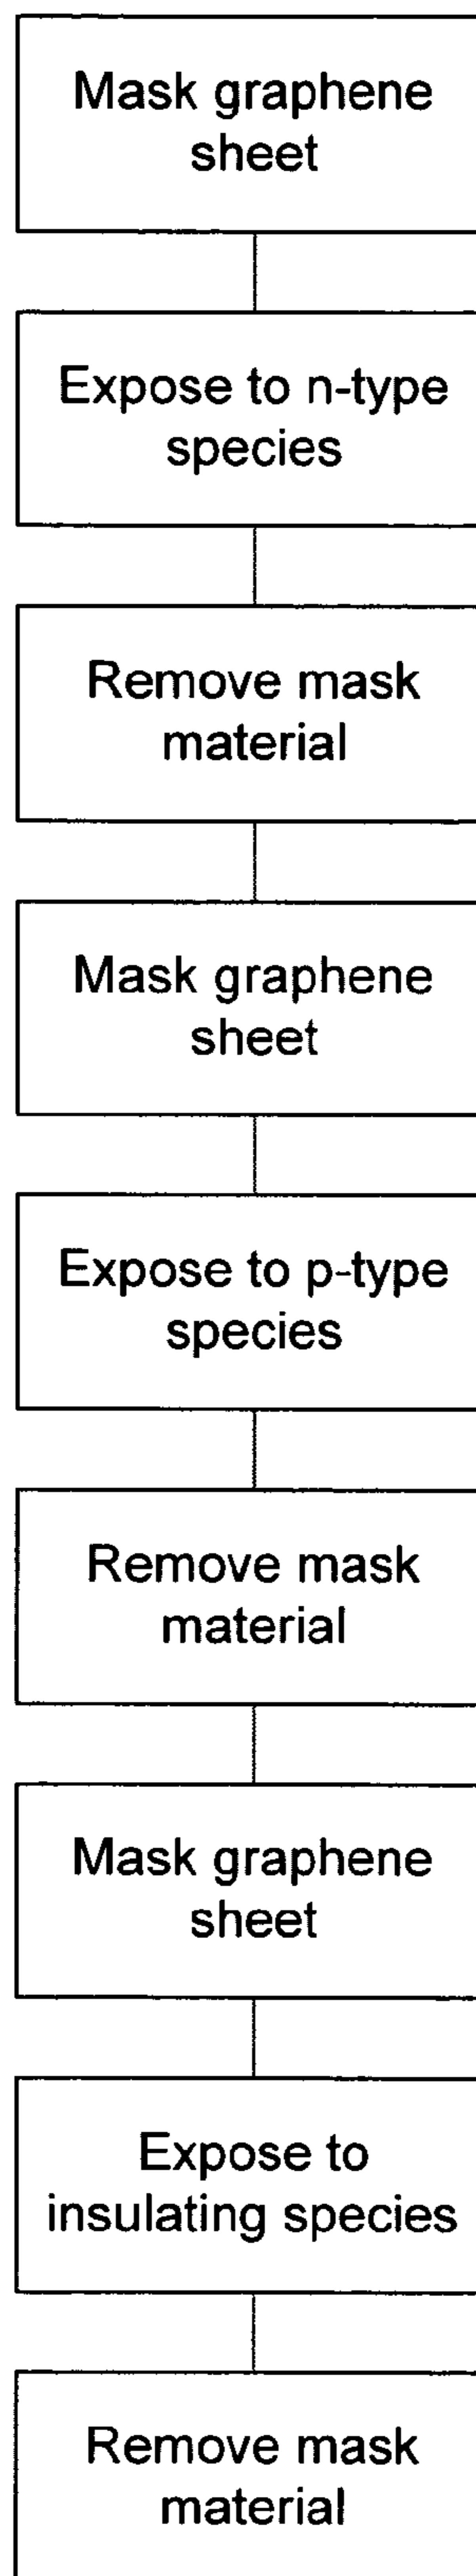 Mask graphene
sheet
Expose to n-type
species
Remove mask
material
Mask graphene
sheet
Expose to p-type
species
Remove mask
material
Mask graphene
sheet
Expose to
insulating species
Remove mask
material